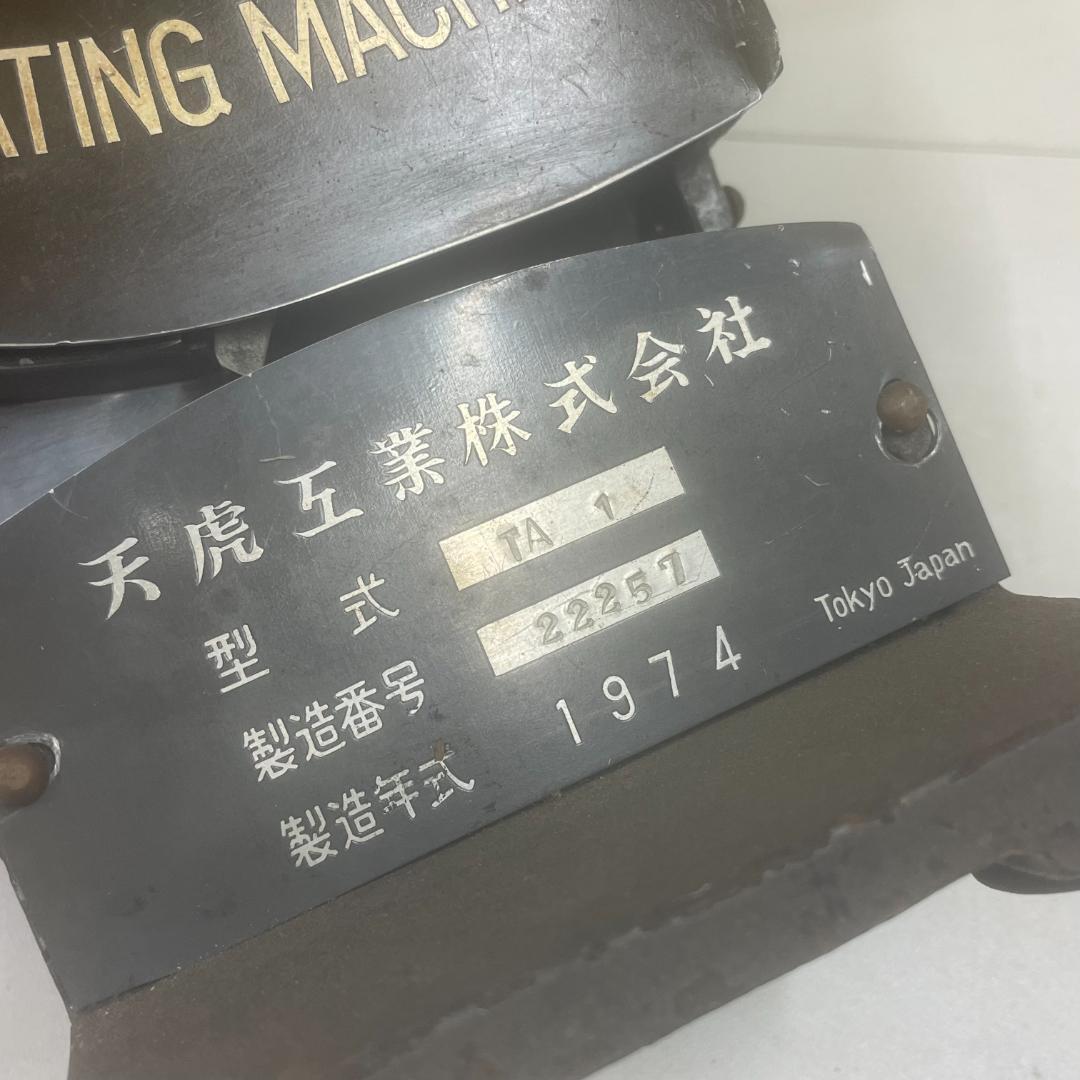 ATING MACHI
天虎工業株式会社
型式 TA 1
製造番号 22257
製造年式 1974
Tokyo Japan